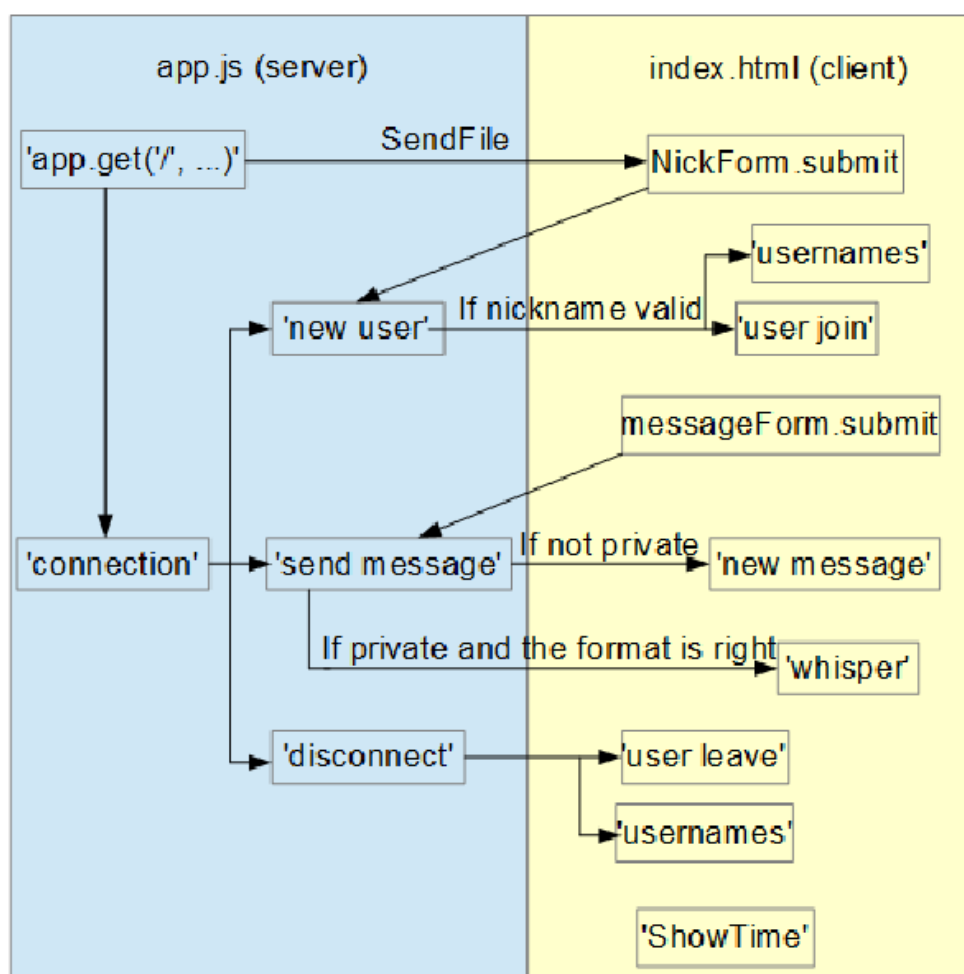 app.js (server)
index.html (client)
SendFile
'app.get('/', ...)'
NickForm.submit
'usernames'
If nickname valid
'new user'
'user join'
messageForm.submit
If not private
'connection'
'send message'
'new message'
If private and the format is right
'whisper'
'disconnect'
'user leave'
'usernames'
'ShowTime'